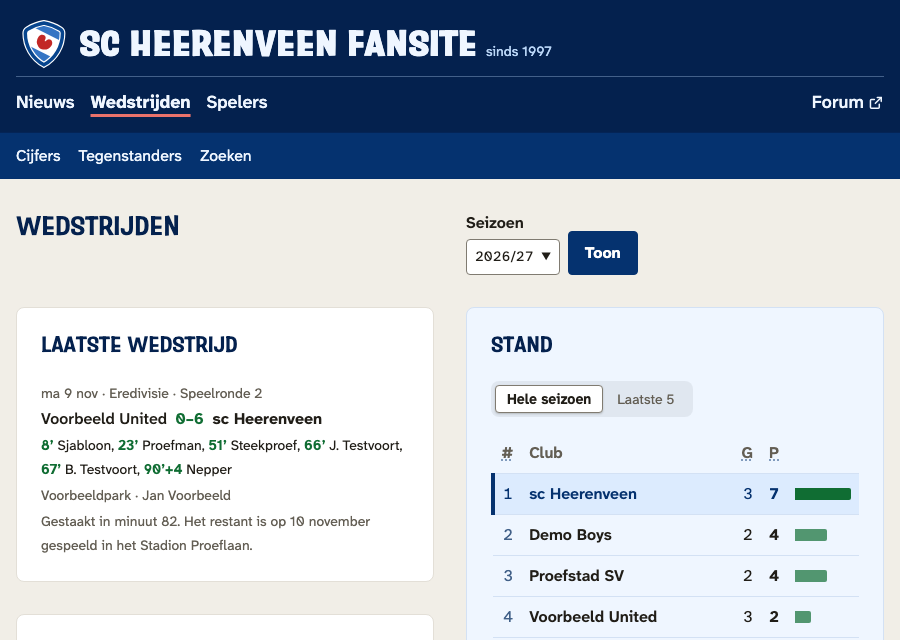 SC HEERENVEEN FANSITE sinds 1997
Nieuws Wedstrijden Spelers Forum
Cijfers Tegenstanders Zoeken
WEDSTRIJDEN
Seizoen
2026/27 Toon
LAATSTE WEDSTRIJD
ma 9 nov · Eredivisie · Speelronde 2
Voorbeeld United 0–6 sc Heerenveen
8’ Sjabloon, 23’ Proefman, 51’ Steekproef, 66’ J. Testvoort,
67’ B. Testvoort, 90’+4 Nepper
Voorbeeldpark · Jan Voorbeeld
Gestaakt in minuut 82. Het restant is op 10 november
gespeeld in het Stadion Proeflaan.
STAND
Hele seizoen Laatste 5
# Club G P
1 sc Heerenveen 3 7
2 Demo Boys 2 4
3 Proefstad SV 2 4
4 Voorbeeld United 3 2